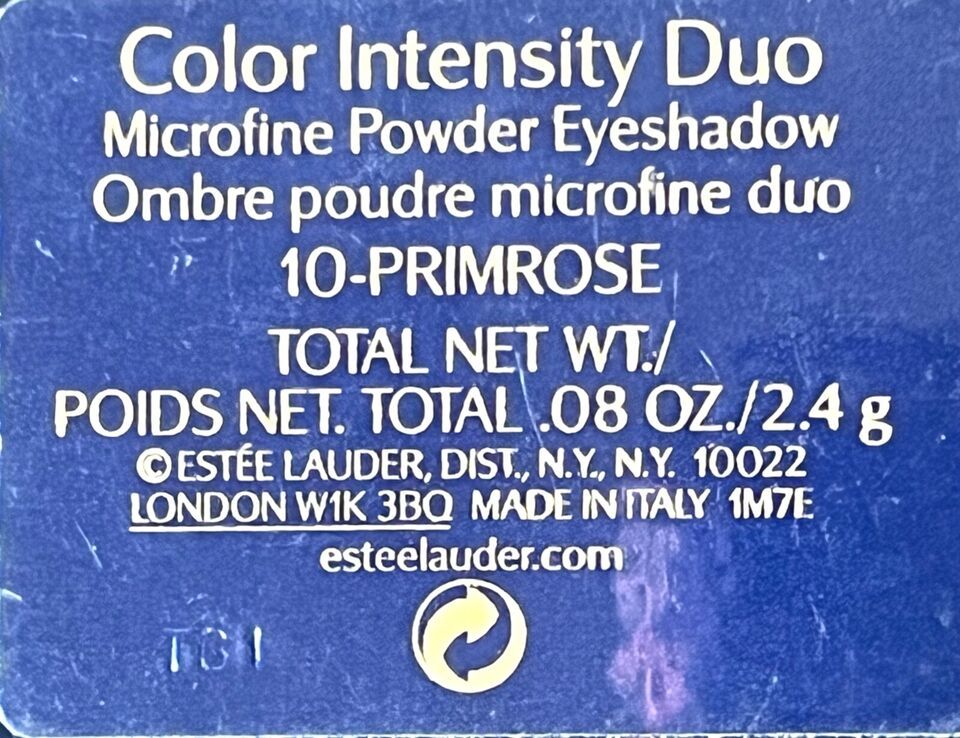 Color Intensity Duo
Microfine Powder Eyeshadow
Ombre poudre microfine duo
10-PRIMROSE
TOTAL NET WT./
POIDS NET. TOTAL .08 OZ./2.4 g
©ESTÉE LAUDER, DIST., N.Y., N.Y. 10022
LONDON W1K 3BQ MADE IN ITALY 1M7E
esteelauder.com